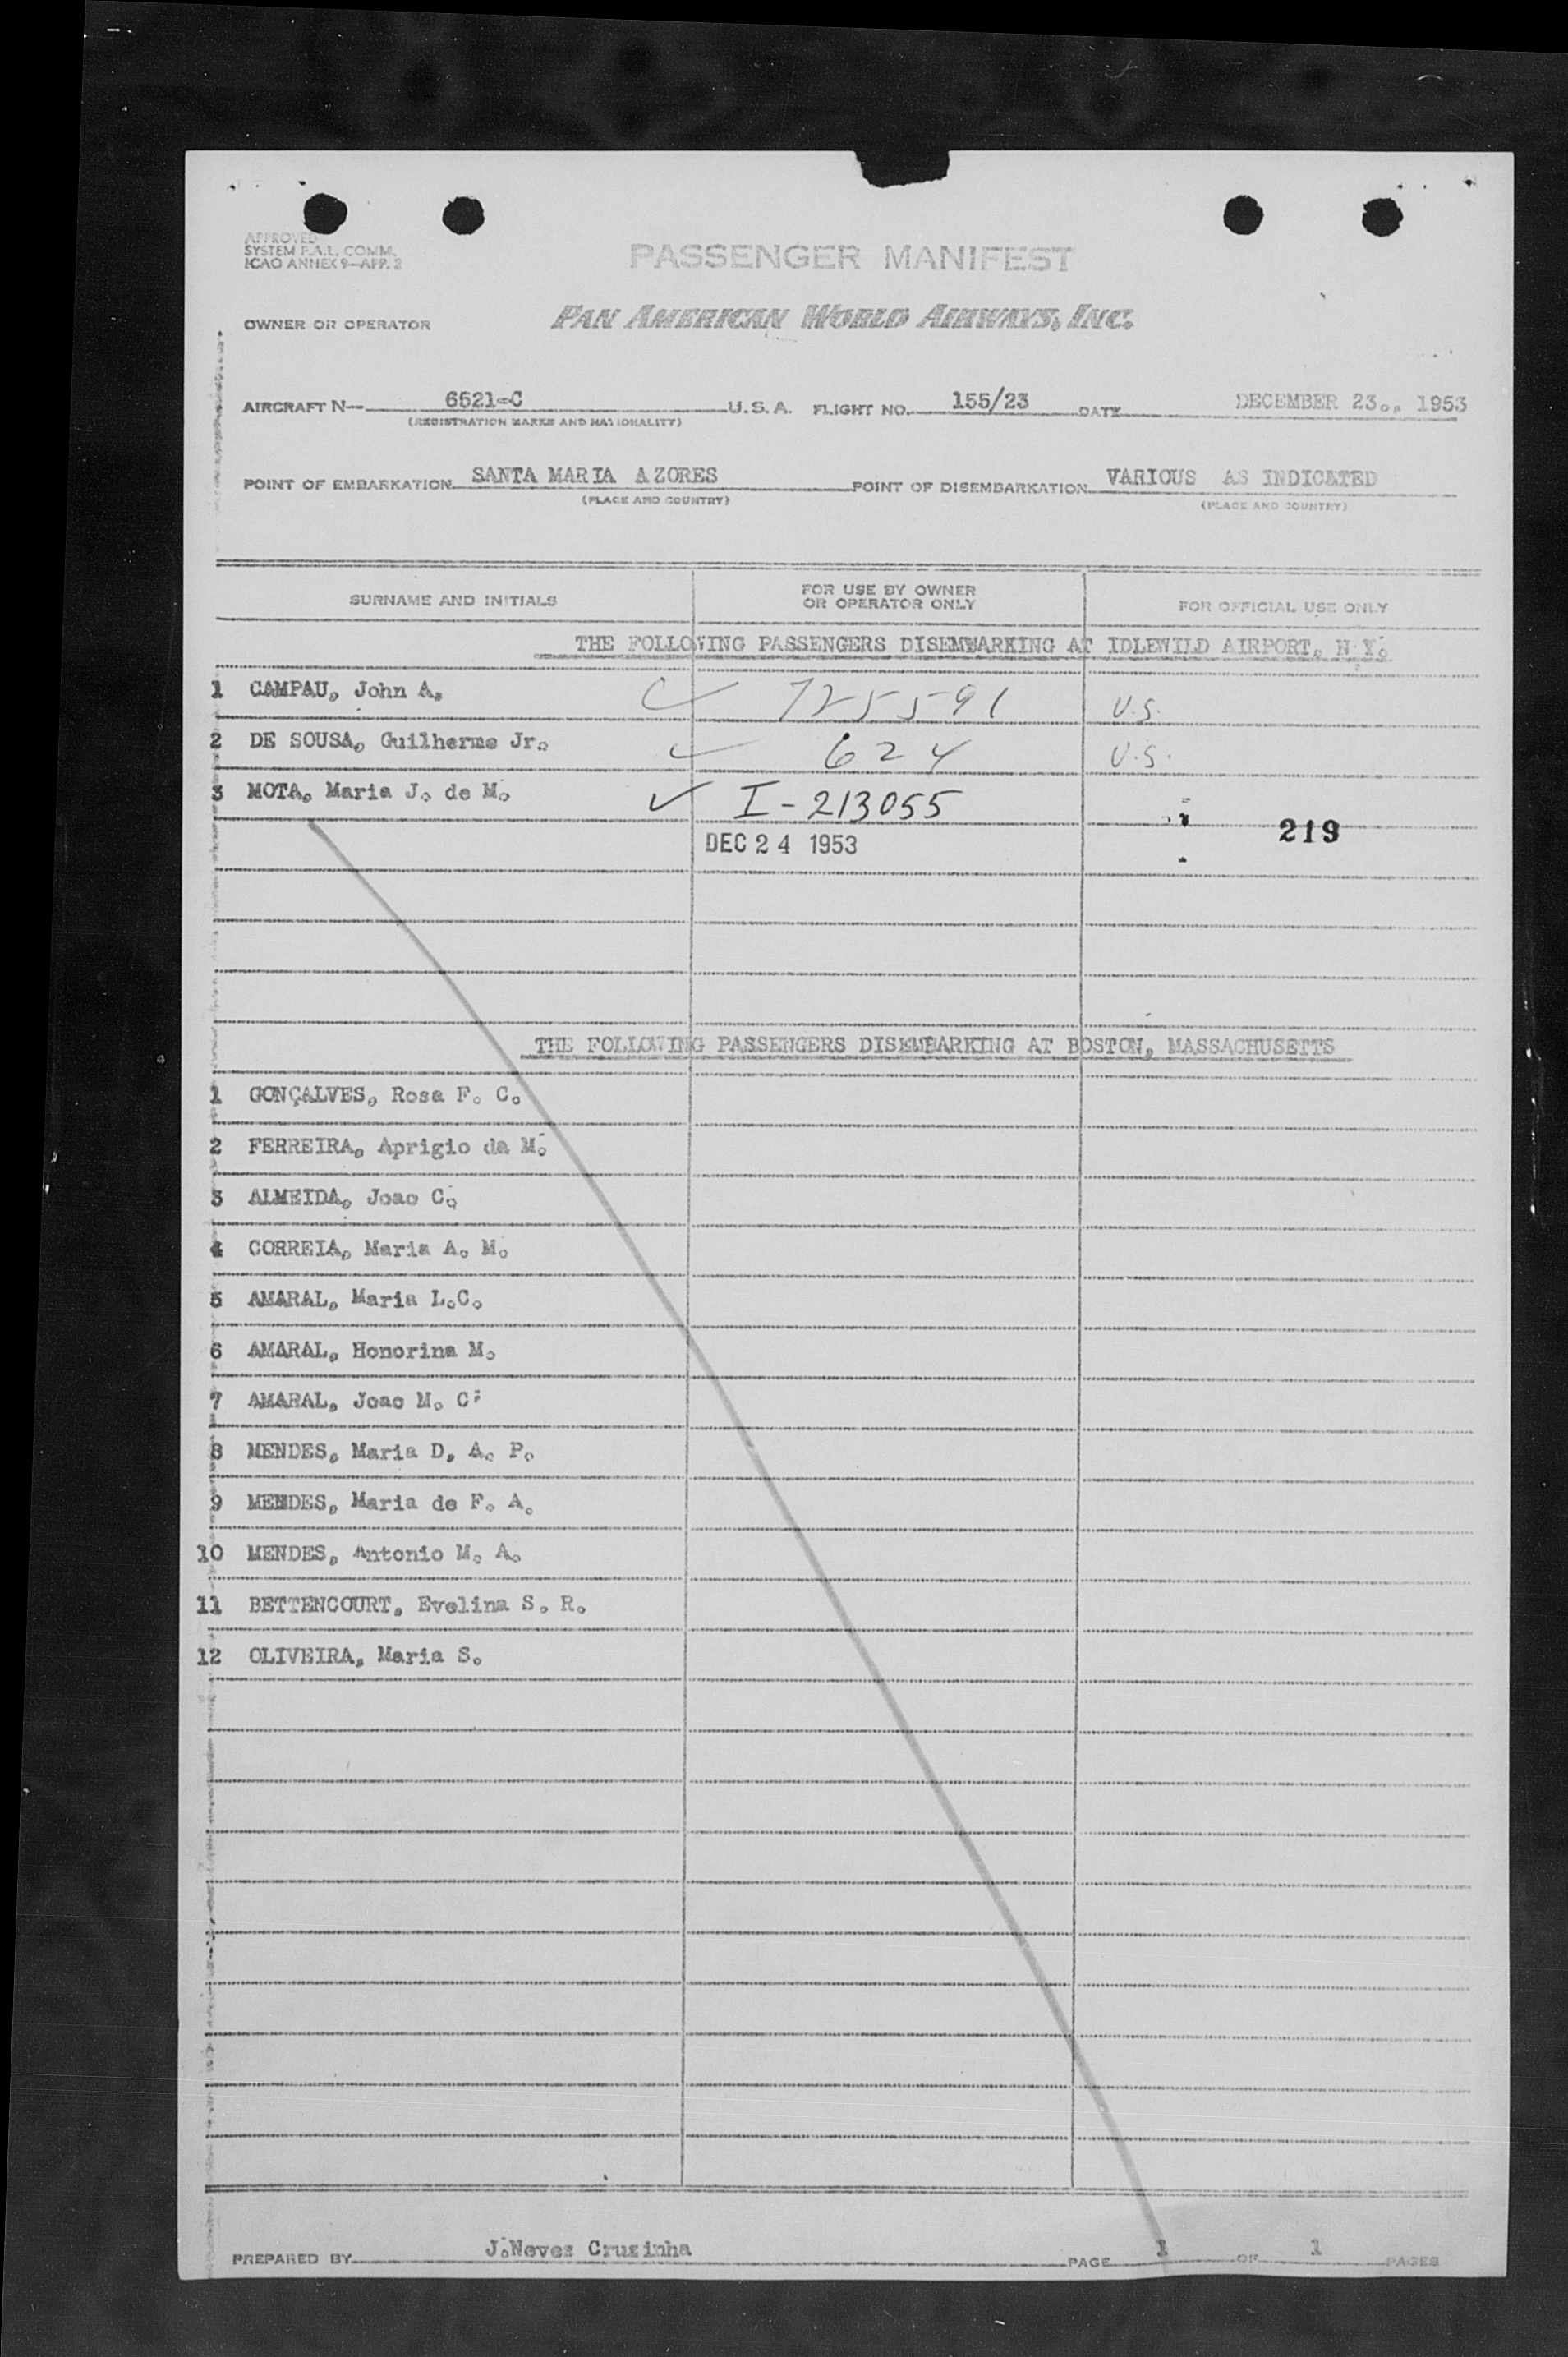 APPROVED
SYSTEM F.A.L. COMM.
ICAO ANNEX 9—APP. 2
PASSENGER MANIFEST
OWNER OR OPERATOR PAN AMERICAN WORLD AIRWAYS, INC.
AIRCRAFT N— 6521-C U.S.A. FLIGHT NO. 155/23 DATE DECEMBER 23., 1953
(REGISTRATION MARKS AND NATIONALITY)
POINT OF EMBARKATION SANTA MARIA AZORES POINT OF DISEMBARKATION VARIOUS AS INDICATED
(PLACE AND COUNTRY) (PLACE AND COUNTRY)
SURNAME AND INITIALS FOR USE BY OWNER OR OPERATOR ONLY FOR OFFICIAL USE ONLY
THE FOLLOWING PASSENGERS DISEMBARKING AT IDLEWILD AIRPORT, N Y.
1 CAMPAU, John A. 725591 U.S.
2 DE SOUSA, Guilherme Jr. 624 U.S.
3 MOTA, Maria J. de M. I-213055
DEC 24 1953 219
THE FOLLOWING PASSENGERS DISEMBARKING AT BOSTON, MASSACHUSETTS
1 GONÇALVES, Rosa F. C.
2 FERREIRA, Aprigio da M.
3 ALMEIDA, Joao C.
4 CORREIA, Maria A. M.
5 AMARAL, Maria L.C.
6 AMARAL, Honorina M.
7 AMARAL, Joao M. C.
8 MENDES, Maria D. A. P.
9 MENDES, Maria de F. A.
10 MENDES, Antonio M. A.
11 BETTENCOURT, Evelina S. R.
12 OLIVEIRA, Maria S.
PREPARED BY J.Neves Cruzinha PAGE 1 OF 1 PAGES